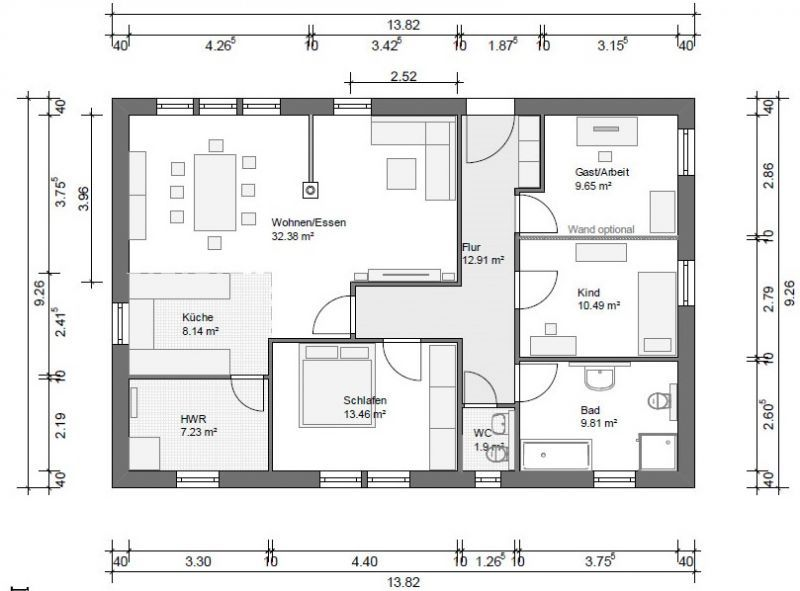 13.82
40 4.26⁵ 10 3.42⁵ 10 1.87⁵ 10 3.15⁵ 40
2.52
40
3.75⁵
2.41⁵
10
2.19
40
9.26
3.96
Wohnen/Essen
32.38 m²
Gast/Arbeit
9.65 m²
Wand optional
Flur
12.91 m²
Kind
10.49 m²
Küche
8.14 m²
HWR
7.23 m²
Schlafen
13.46 m²
WC
1.9 m²
Bad
9.81 m²
40
2.86
10
2.79
10
2.60⁵
40
9.26
40 3.30 10 4.40 10 1.26⁵ 10 3.75⁵ 40
13.82